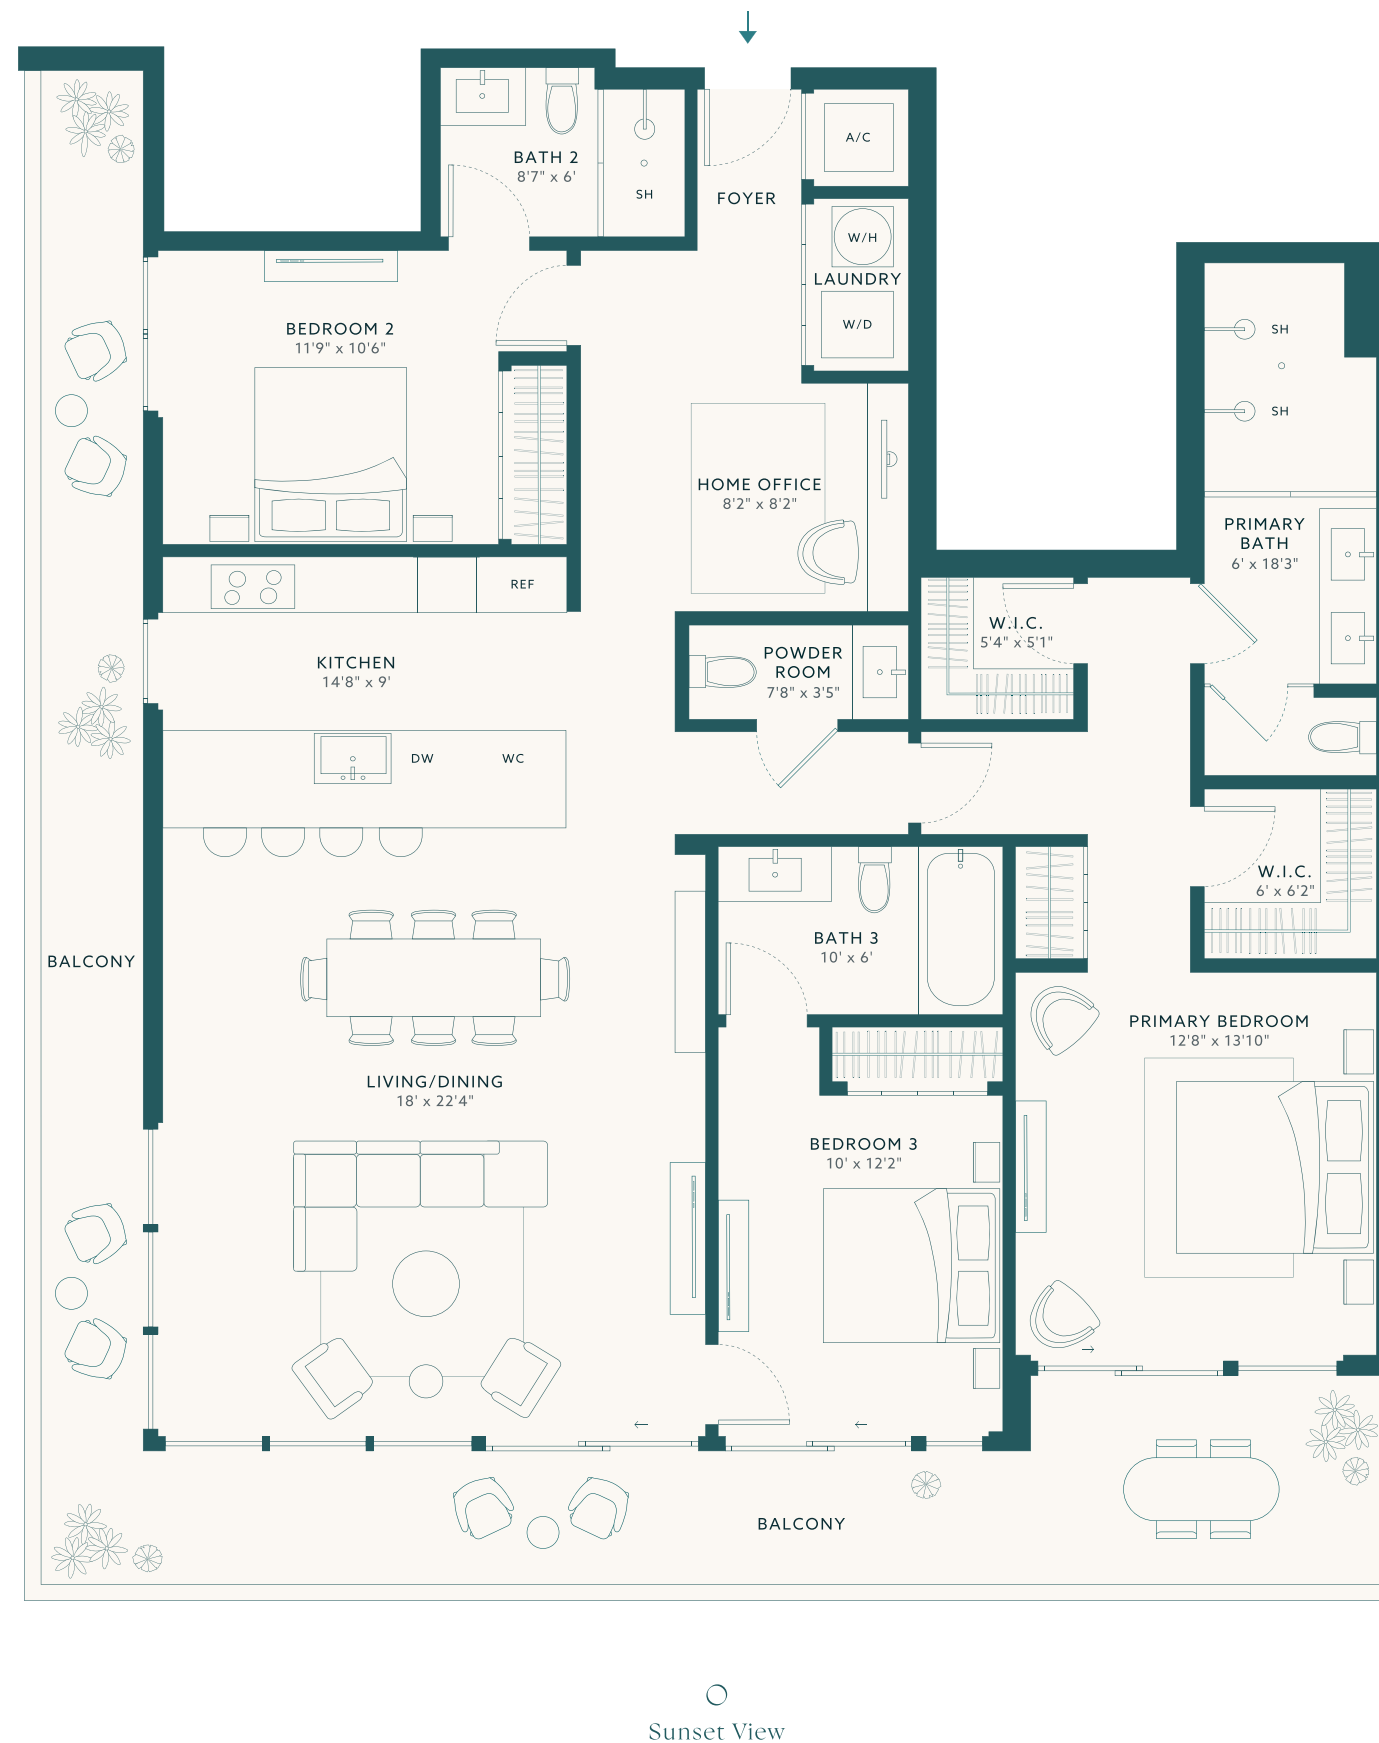 A/C
BATH 2
8'7" x 6'
SH
FOYER
W/H
LAUNDRY
W/D
BEDROOM 2
11'9" x 10'6"
SH
SH
HOME OFFICE
8'2" x 8'2"
PRIMARY
BATH
6' x 18'3"
REF
W.I.C.
5'4" x 5'1"
KITCHEN
14'8" x 9'
POWDER
ROOM
7'8" x 3'5"
DW
WC
W.I.C.
6' x 6'2"
BATH 3
10' x 6'
BALCONY
PRIMARY BEDROOM
12'8" x 13'10"
LIVING/DINING
18' x 22'4"
BEDROOM 3
10' x 12'2"
BALCONY
Sunset View